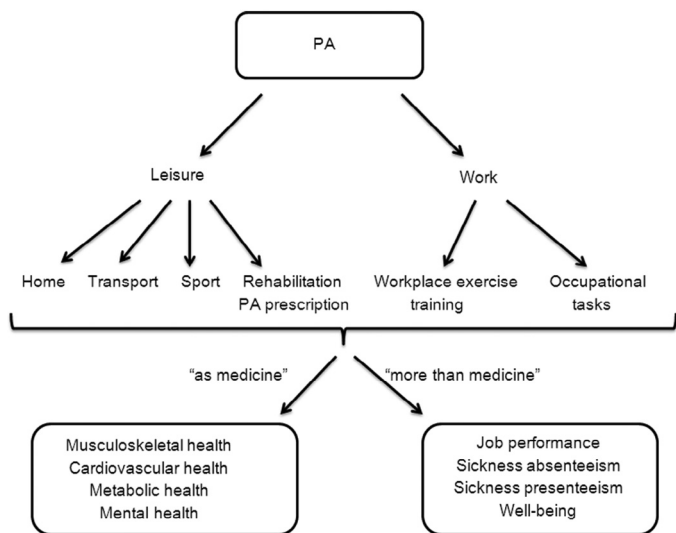 PA
Leisure
Work
Home
Transport
Sport
Rehabilitation
PA prescription
Workplace exercise
training
Occupational
tasks
“as medicine”
“more than medicine”
Musculoskeletal health
Cardiovascular health
Metabolic health
Mental health
Job performance
Sickness absenteeism
Sickness presenteeism
Well-being